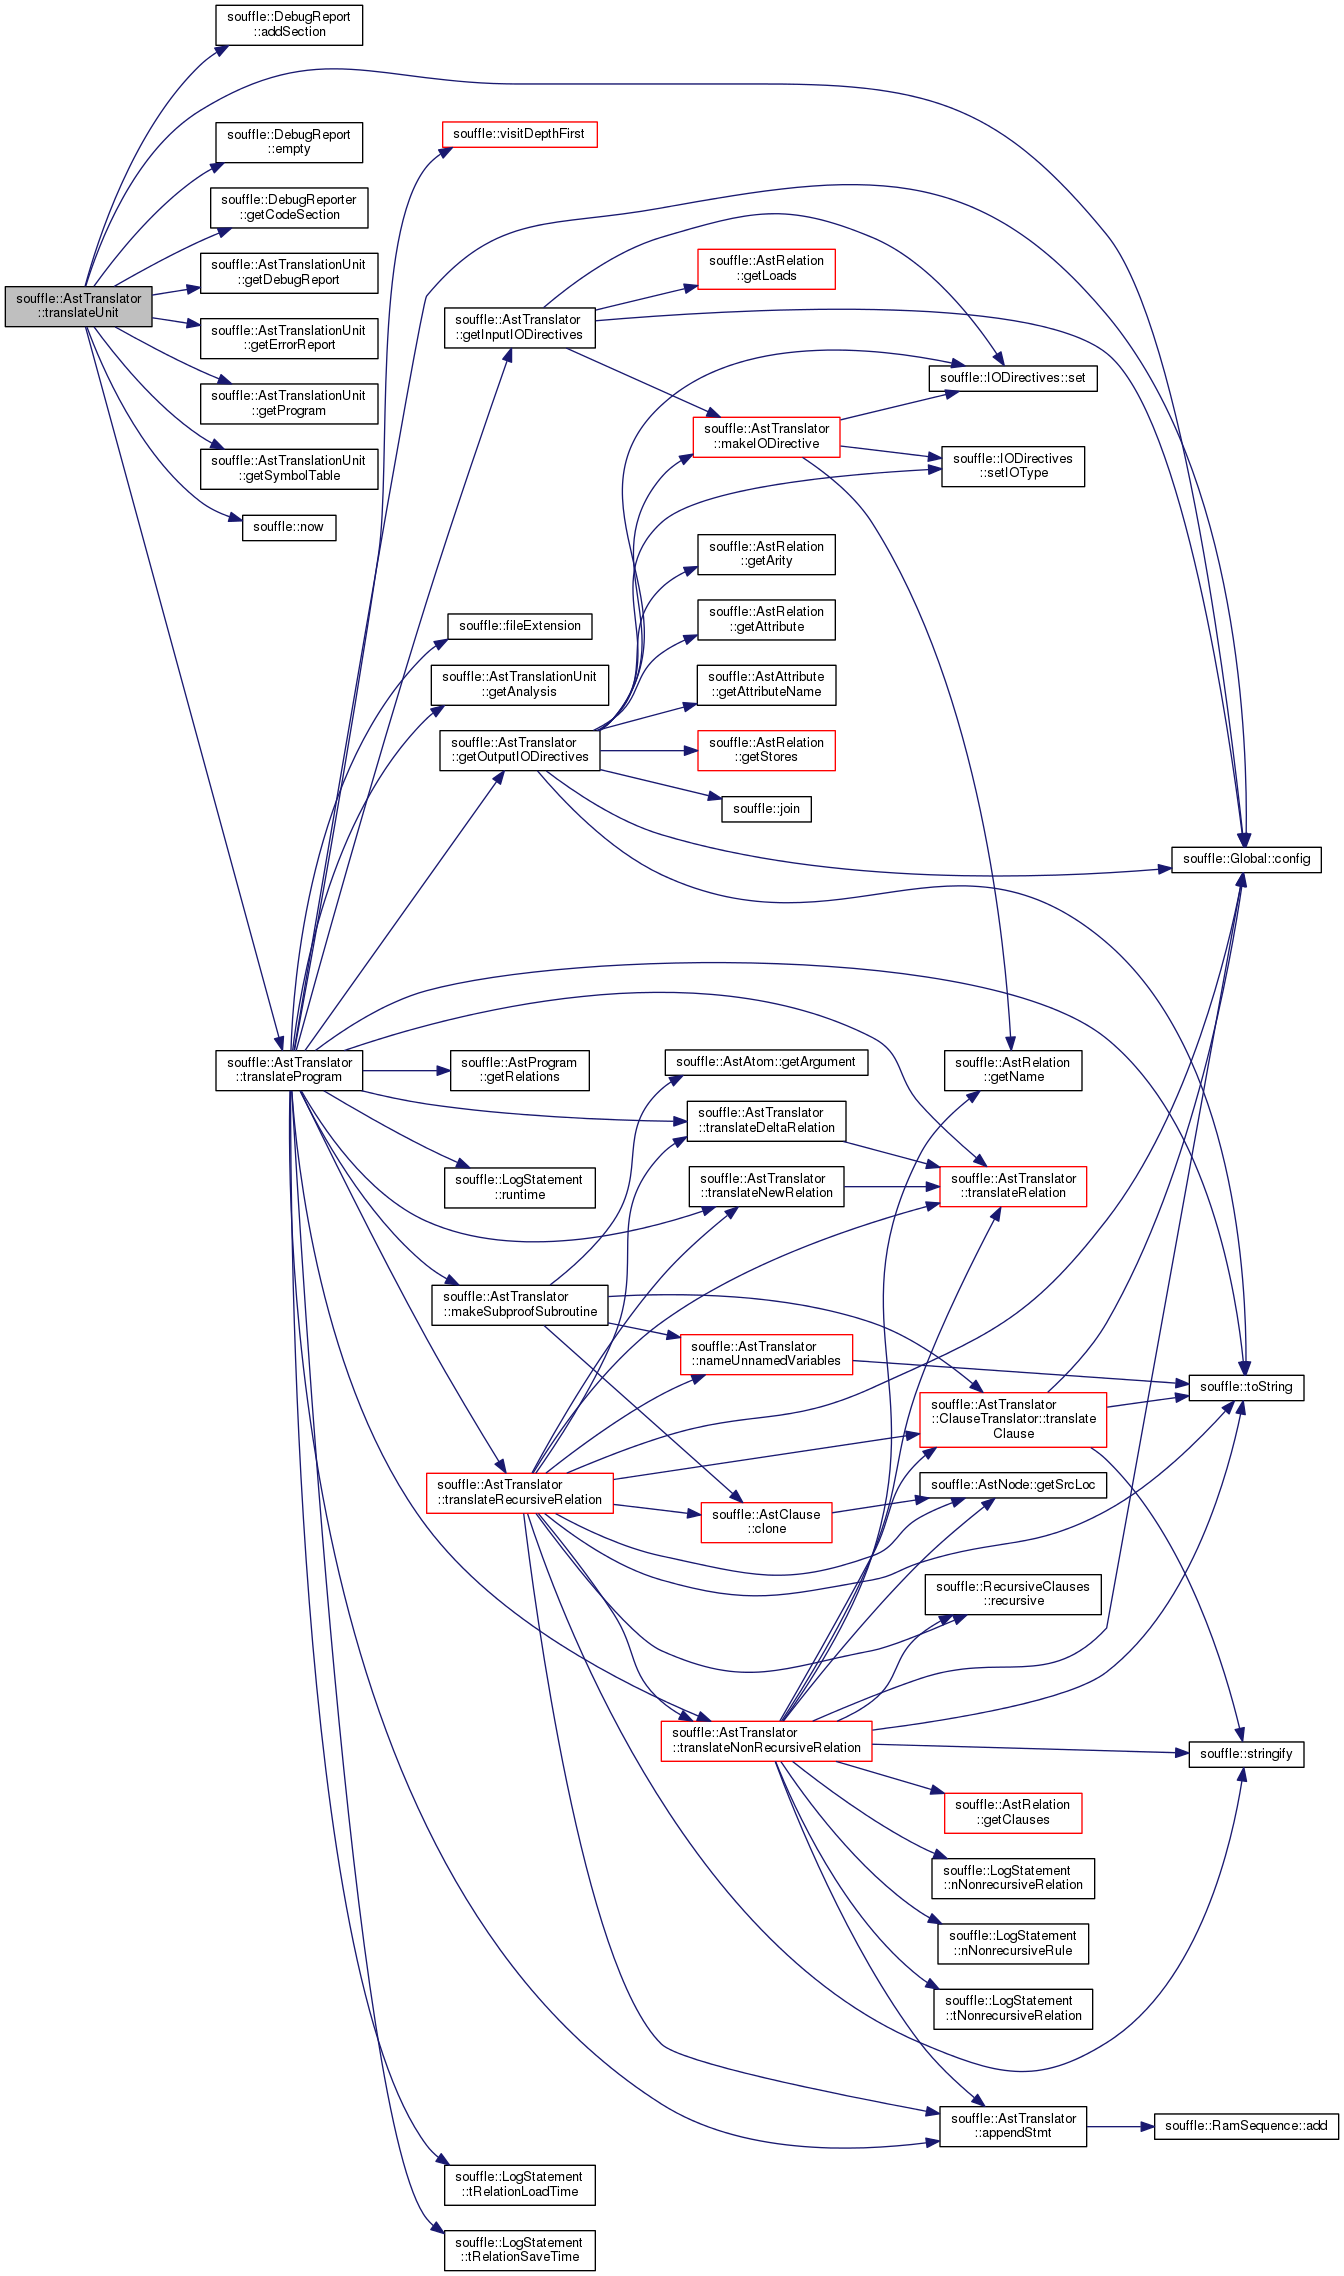 souffle::DebugReport
::addSection
souffle::visitDepthFirst
souffle::DebugReport
::empty
souffle::DebugReporter
::getCodeSection
souffle::AstTranslationUnit
::getDebugReport
souffle::AstRelation
::getLoads
souffle::AstTranslator
::translateUnit
souffle::AstTranslator
::getInputIODirectives
souffle::AstTranslationUnit
::getErrorReport
souffle::IODirectives::set
souffle::AstTranslationUnit
::getProgram
souffle::AstTranslator
::makeIODirective
souffle::AstTranslationUnit
::getSymbolTable
souffle::IODirectives
::setIOType
souffle::now
souffle::AstRelation
::getArity
souffle::AstRelation
::getAttribute
souffle::fileExtension
souffle::AstTranslationUnit
::getAnalysis
souffle::AstAttribute
::getAttributeName
souffle::AstTranslator
::getOutputIODirectives
souffle::AstRelation
::getStores
souffle::join
souffle::Global::config
souffle::AstTranslator
::translateProgram
souffle::AstProgram
::getRelations
souffle::AstAtom::getArgument
souffle::AstRelation
::getName
souffle::AstTranslator
::translateDeltaRelation
souffle::LogStatement
::runtime
souffle::AstTranslator
::translateNewRelation
souffle::AstTranslator
::translateRelation
souffle::AstTranslator
::makeSubproofSubroutine
souffle::AstTranslator
::nameUnnamedVariables
souffle::toString
souffle::AstTranslator
::ClauseTranslator::translate
Clause
souffle::AstTranslator
::translateRecursiveRelation
souffle::AstNode::getSrcLoc
souffle::AstClause
::clone
souffle::RecursiveClauses
::recursive
souffle::AstTranslator
::translateNonRecursiveRelation
souffle::stringify
souffle::AstRelation
::getClauses
souffle::LogStatement
::nNonrecursiveRelation
souffle::LogStatement
::nNonrecursiveRule
souffle::LogStatement
::tNonrecursiveRelation
souffle::AstTranslator
::appendStmt
souffle::RamSequence::add
souffle::LogStatement
::tRelationLoadTime
souffle::LogStatement
::tRelationSaveTime